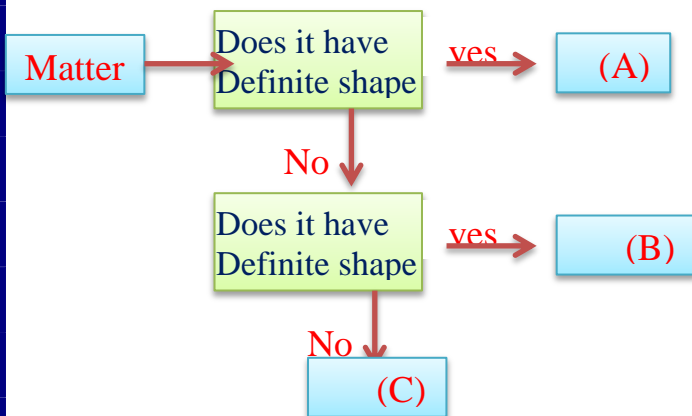 Matter
Does it have
Definite shape
yes
(A)
No
Does it have
Definite shape
yes
(B)
No
(C)